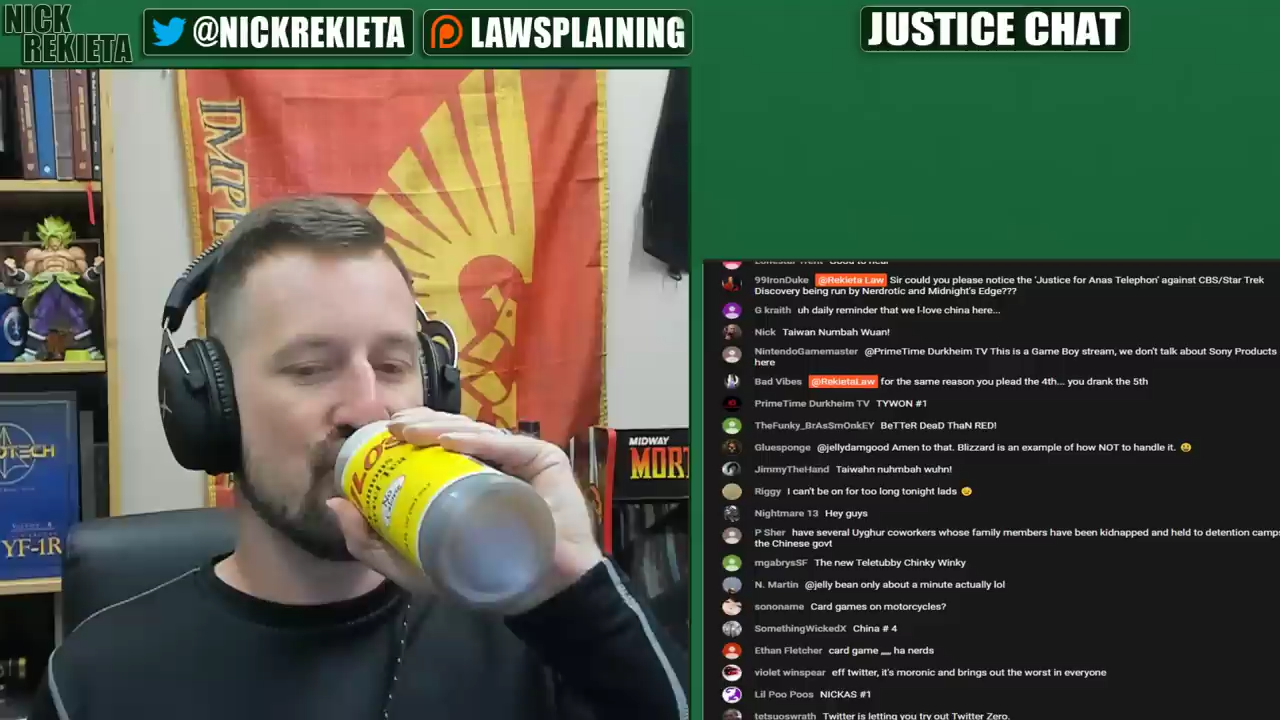 NICK
REKIETA
@NICKREKIETA
LAWSPLAINING
JUSTICE CHAT
IMPE
MIDWAY
MORT
YF-1R
99IronDuke @Rekieta Law Sir could you please notice the 'Justice for Anas Telephon' against CBS/Star Trek
Discovery being run by Nerdrotic and Midnight's Edge???
G kraith uh daily reminder that we l-love china here...
Nick Taiwan Numbah Wuan!
NintendoGamemaster @PrimeTime Durkheim TV This is a Game Boy stream, we don't talk about Sony Products
here
Bad Vibes @RekietaLaw for the same reason you plead the 4th... you drank the 5th
PrimeTime Durkheim TV TYWON #1
TheFunky_BrAsSmOnkEY BeTTeR DeaD ThaN RED!
Gluesponge @jellydamgood Amen to that. Blizzard is an example of how NOT to handle it.
JimmyTheHand Taiwahn nuhmbah wuhn!
Riggy I can't be on for too long tonight lads
Nightmare 13 Hey guys
P Sher have several Uyghur coworkers whose family members have been kidnapped and held to detention camps
the Chinese govt
mgabrysSF The new Teletubby Chinky Winky
N. Martin @jelly bean only about a minute actually lol
sononame Card games on motorcycles?
SomethingWickedX China # 4
Ethan Fletcher card game ,,,,, ha nerds
violet winspear eff twitter, it's moronic and brings out the worst in everyone
Lil Poo Poos NICKAS #1
tetsuoswrath Twitter is letting you try out Twitter Zero.